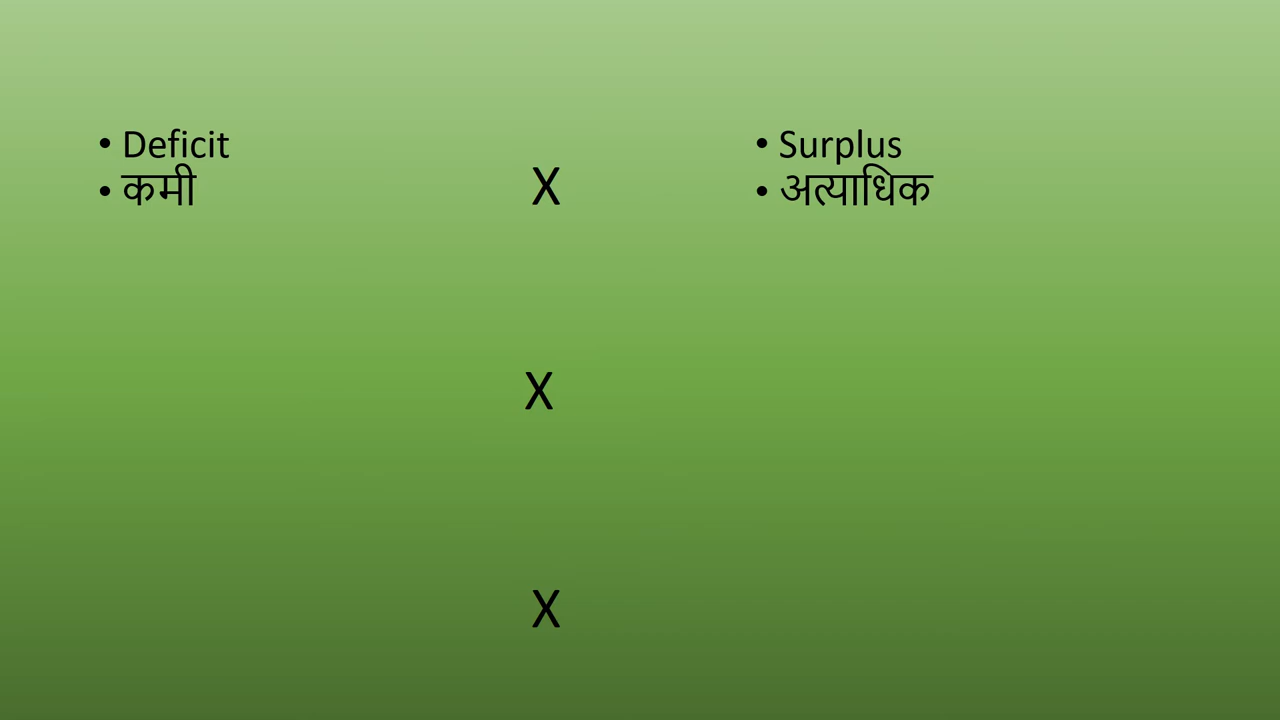 • Deficit
• कमी
X
• Surplus
• अत्याधिक
X
X